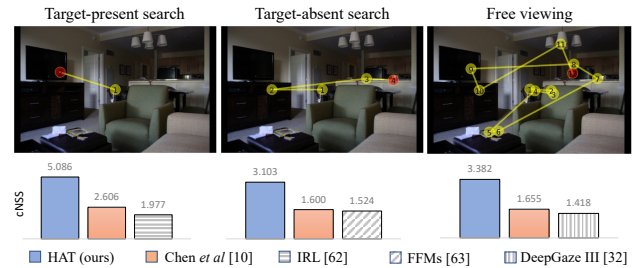 Target-present search
Target-absent search
Free viewing
cNSS
5.086
2.606
1.977
3.103
1.600
1.524
3.382
1.655
1.418
HAT (ours)
Chen et al [10]
IRL [62]
FFMs [63]
DeepGaze III [32]